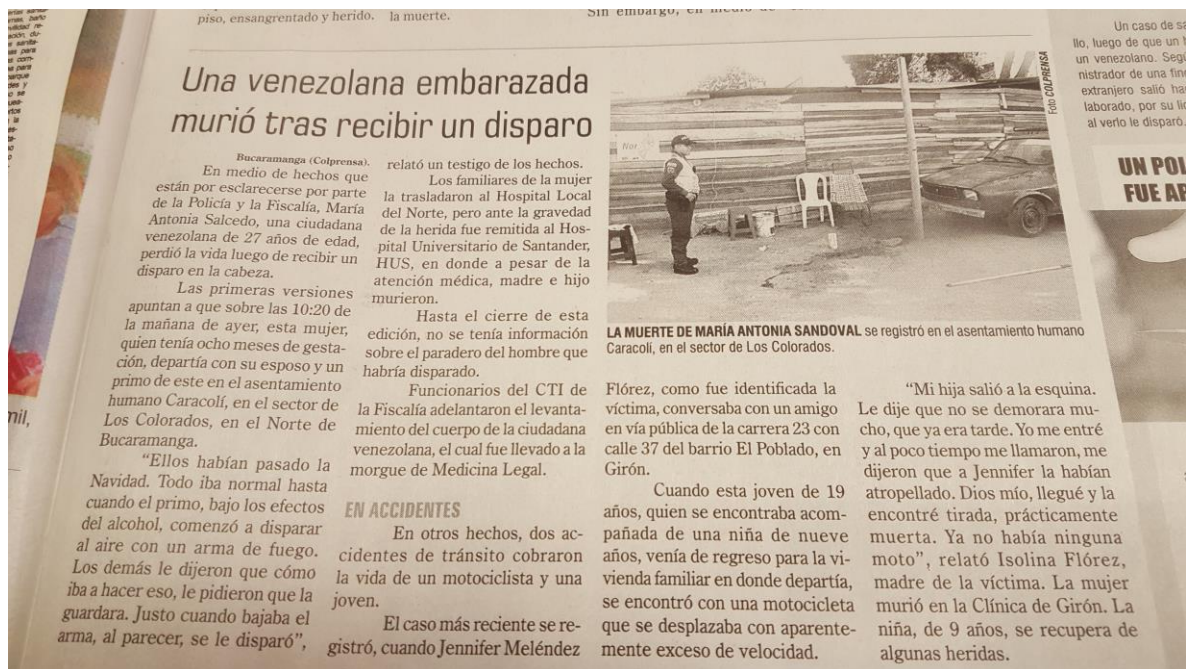 piso, ensangrentado y herido.
la muerte.
Sin embargo, en medio de
Un caso de
llo, luego de que un
un venezolano. Segú
nistrador de una fin
extranjero salió ha
laborado, por su
al verlo le disparó.
UN POL
FUE AB
mil,
Una venezolana embarazada
murió tras recibir un disparo
Bucaramanga (Colprensa).
En medio de hechos que
están por esclarecerse por parte
de la Policía y la Fiscalía, María
Antonia Salcedo, una ciudadana
venezolana de 27 años de edad,
perdió la vida luego de recibir un
disparo en la cabeza.
Las primeras versiones
apuntan a que sobre las 10:20 de
la mañana de ayer, esta mujer,
quien tenía ocho meses de gesta-
ción, departía con su esposo y un
primo de este en el asentamiento
humano Caracolí, en el sector de
Los Colorados, en el Norte de
Bucaramanga.
"Ellos habían pasado la
Navidad. Todo iba normal hasta
cuando el primo, bajo los efectos
del alcohol, comenzó a disparar
al aire con un arma de fuego.
Los demás le dijeron que cómo
iba a hacer eso, le pidieron que la
guardara. Justo cuando bajaba el
arma, al parecer, se le disparó",
relató un testigo de los hechos.
Los familiares de la mujer
la trasladaron al Hospital Local
del Norte, pero ante la gravedad
de la herida fue remitida al Hos-
pital Universitario de Santander,
HUS, en donde a pesar de la
atención médica, madre e hijo
murieron.
Hasta el cierre de esta
edición, no se tenía información
sobre el paradero del hombre que
habría disparado.
Funcionarios del CTI de
la Fiscalía adelantaron el levanta-
miento del cuerpo de la ciudadana
venezolana, el cual fue llevado a la
morgue de Medicina Legal.
Foto COLPRENSA
LA MUERTE DE MARÍA ANTONIA SANDOVAL se registró en el asentamiento humano
Caracolí, en el sector de Los Colorados.
EN ACCIDENTES
En otros hechos, dos ac-
cidentes de tránsito cobraron
la vida de un motociclista y una
joven.
El caso más reciente se re-
gistró, cuando Jennifer Meléndez
Flórez, como fue identificada la
víctima, conversaba con un amigo
en vía pública de la carrera 23 con
calle 37 del barrio El Poblado, en
Girón.
Cuando esta joven de 19
años, quien se encontraba acom-
pañada de una niña de nueve
años, venía de regreso para la vi-
vienda familiar en donde departía,
se encontró con una motocicleta
que se desplazaba con aparente-
mente exceso de velocidad.
"Mi hija salió a la esquina.
Le dije que no se demorara mu-
cho, que ya era tarde. Yo me entré
y al poco tiempo me llamaron, me
dijeron que a Jennifer la habían
atropellado. Dios mío, llegué y la
encontré tirada, prácticamente
muerta. Ya no había ninguna
moto", relató Isolina Flórez,
madre de la víctima. La mujer
murió en la Clínica de Girón. La
niña, de 9 años, se recupera de
algunas heridas.